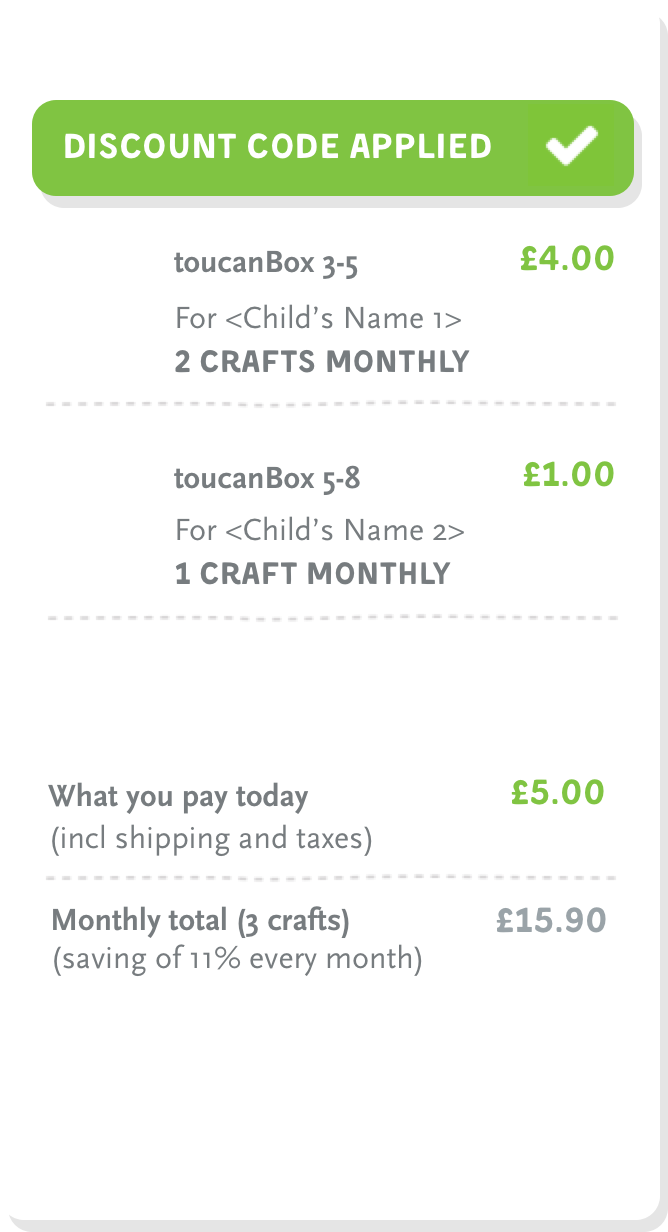 DISCOUNT CODE APPLIED
toucanBox 3-5 £4.00
For <Child’s Name 1>
2 CRAFTS MONTHLY
toucanBox 5-8 £1.00
For <Child’s Name 2>
1 CRAFT MONTHLY
What you pay today £5.00
(incl shipping and taxes)
Monthly total (3 crafts) £15.90
(saving of 11% every month)